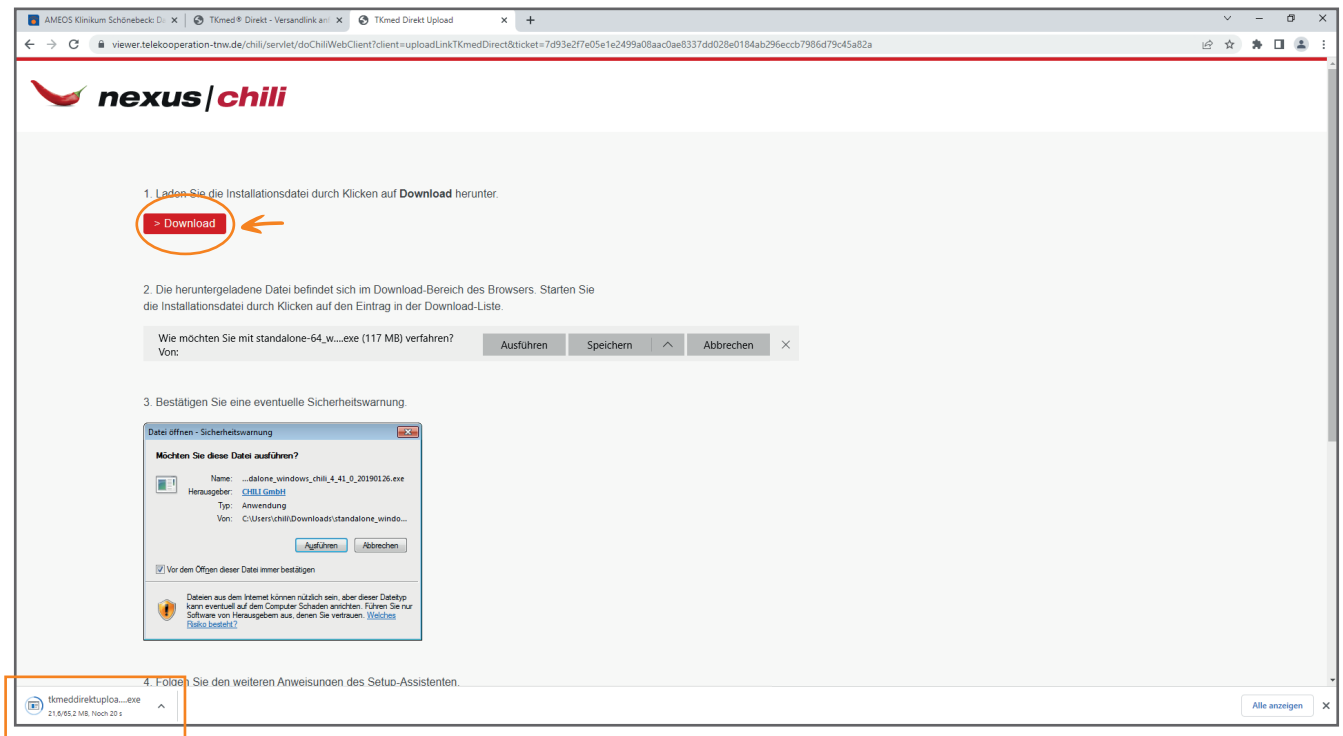 AMEOS Klinikum Schönebeck: Da
TKmed® Direkt - Versandlink anf
TKmed Direkt Upload
viewer.telekooperation-tnw.de/chili/servlet/doChiliWebClient?client=uploadLinkTKmedDirect&ticket=7d93e2f7e05e1e2499a08aac0ae8337dd028e0184ab296eccb7986d79c45a82a
nexus/chili
1. Laden Sie die Installationsdatei durch Klicken auf Download herunter.
> Download
2. Die heruntergeladene Datei befindet sich im Download-Bereich des Browsers. Starten Sie
die Installationsdatei durch Klicken auf den Eintrag in der Download-Liste.
Wie möchten Sie mit standalone-64_w....exe (117 MB) verfahren?
Von:
Ausführen Speichern Abbrechen
3. Bestätigen Sie eine eventuelle Sicherheitswarnung.
Datei öffnen - Sicherheitswarnung
Möchten Sie diese Datei ausführen?
Name: ...dalone_windows_chili_4_41_0_20190126.exe
Herausgeber: CHILI GmbH
Typ: Anwendung
Von: C:\Users\chili\Downloads\standalone_windo...
Ausführen Abbrechen
Vor dem Öffnen dieser Datei immer bestätigen
Dateien aus dem Internet können nützlich sein, aber dieser Dateityp
kann eventuell auf dem Computer Schaden anrichten. Führen Sie nur
Software von Herausgebern aus, denen Sie vertrauen. Welches
Risiko besteht?
4. Folgen Sie den weiteren Anweisungen des Setup-Assistenten.
tkmeddirektuploa....exe
21,6/65,2 MB, Noch 20 s
Alle anzeigen